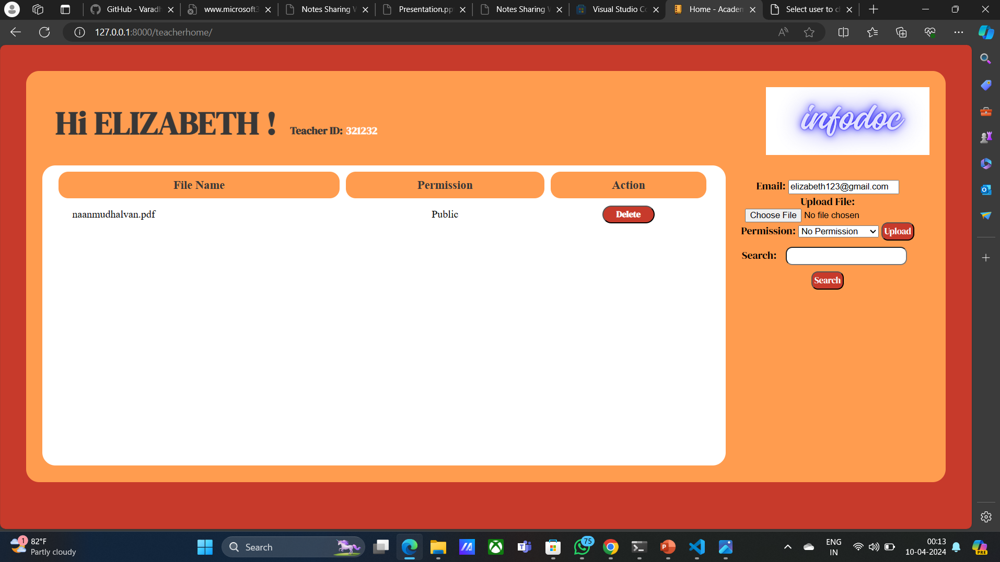 GitHub - Varadh
www.microsoft3
Notes Sharing W
Presentation.pp
Notes Sharing W
Visual Studio Co
Home - Academ
Select user to ch
127.0.0.1:8000/teacherhome/
Hi ELIZABETH !
Teacher ID: 321232
infodoc
File Name
Permission
Action
naanmudhalvan.pdf
Public
Delete
Email: elizabeth123@gmail.com
Upload File:
Choose File No file chosen
Permission: No Permission Upload
Search:
Search
1
82°F
Partly cloudy
Search
75
ENG
IN
00:13
10-04-2024
PRE